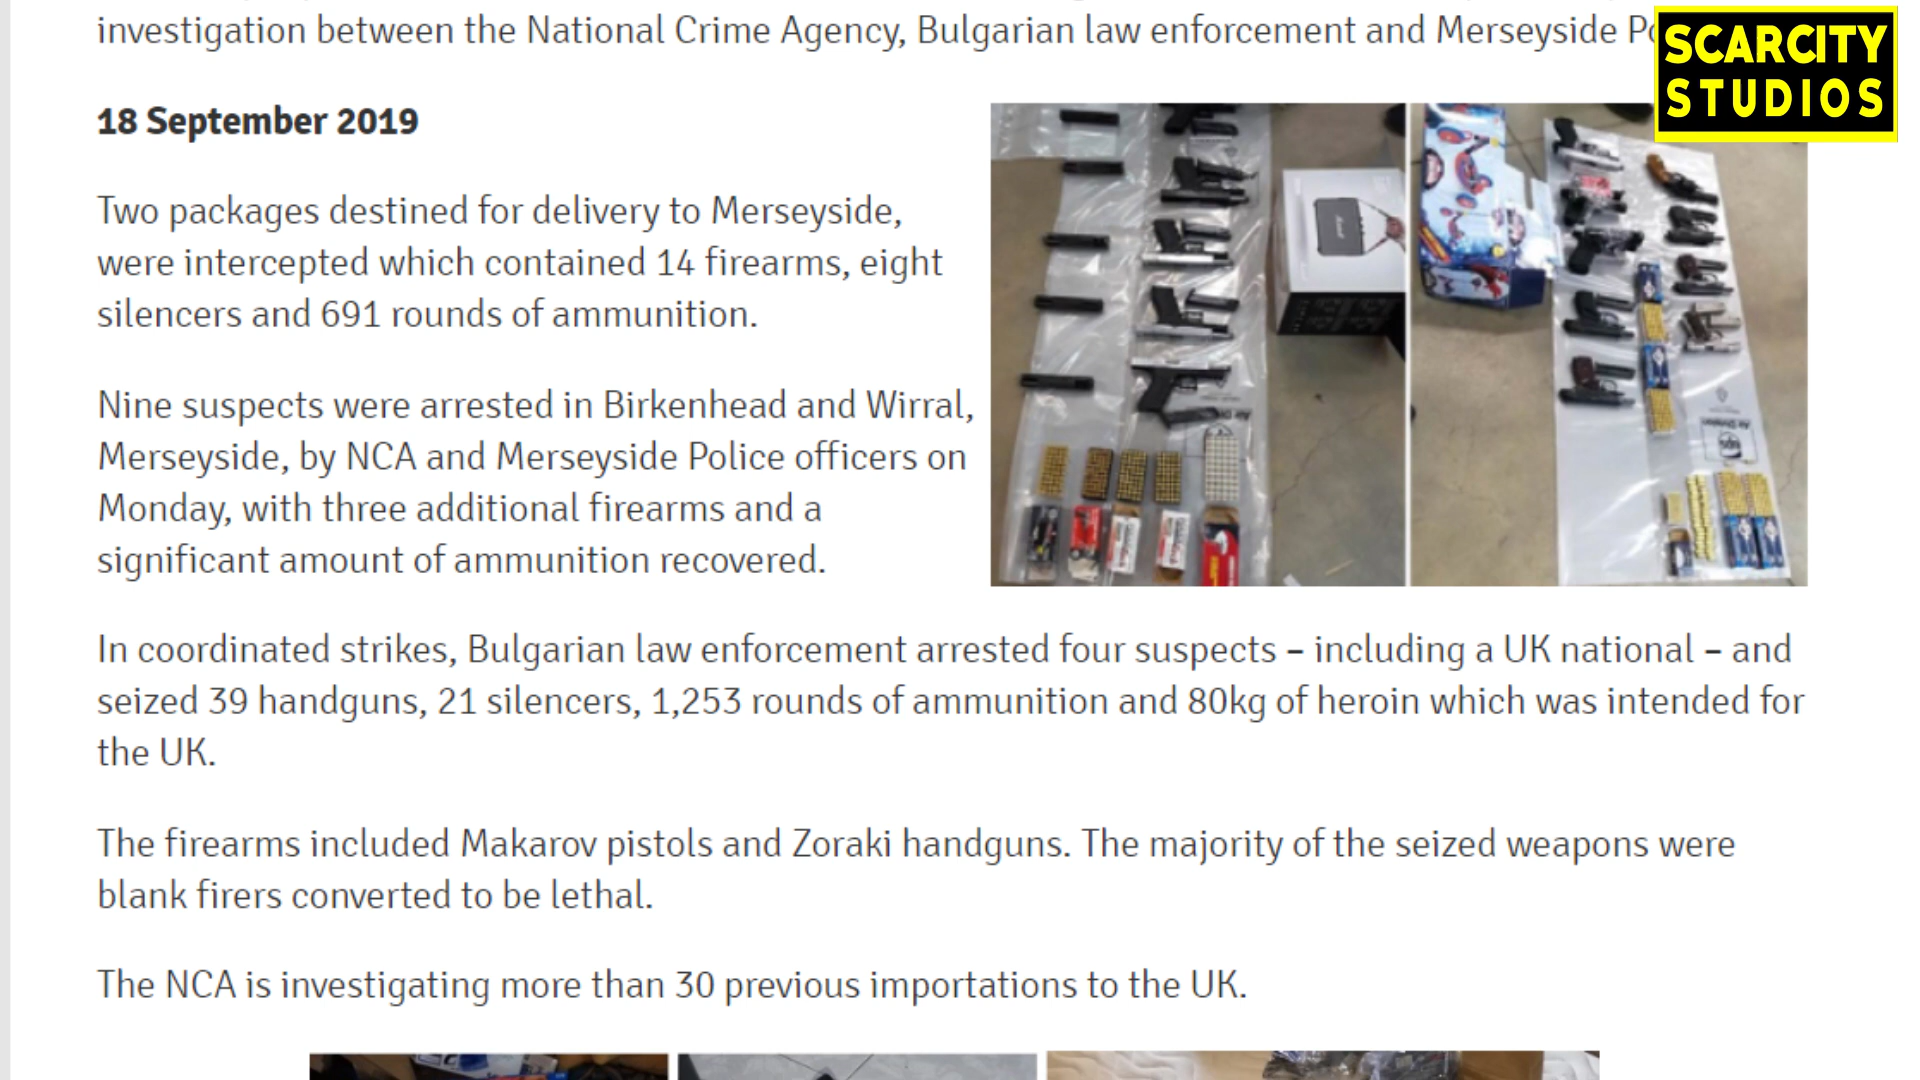 investigation between the National Crime Agency, Bulgarian law enforcement and Merseyside
SCARCITY
STUDIOS
18 September 2019
Two packages destined for delivery to Merseyside,
were intercepted which contained 14 firearms, eight
silencers and 691 rounds of ammunition.
Nine suspects were arrested in Birkenhead and Wirral,
Merseyside, by NCA and Merseyside Police officers on
Monday, with three additional firearms and a
significant amount of ammunition recovered.
In coordinated strikes, Bulgarian law enforcement arrested four suspects – including a UK national – and
seized 39 handguns, 21 silencers, 1,253 rounds of ammunition and 80kg of heroin which was intended for
the UK.
The firearms included Makarov pistols and Zoraki handguns. The majority of the seized weapons were
blank firers converted to be lethal.
The NCA is investigating more than 30 previous importations to the UK.